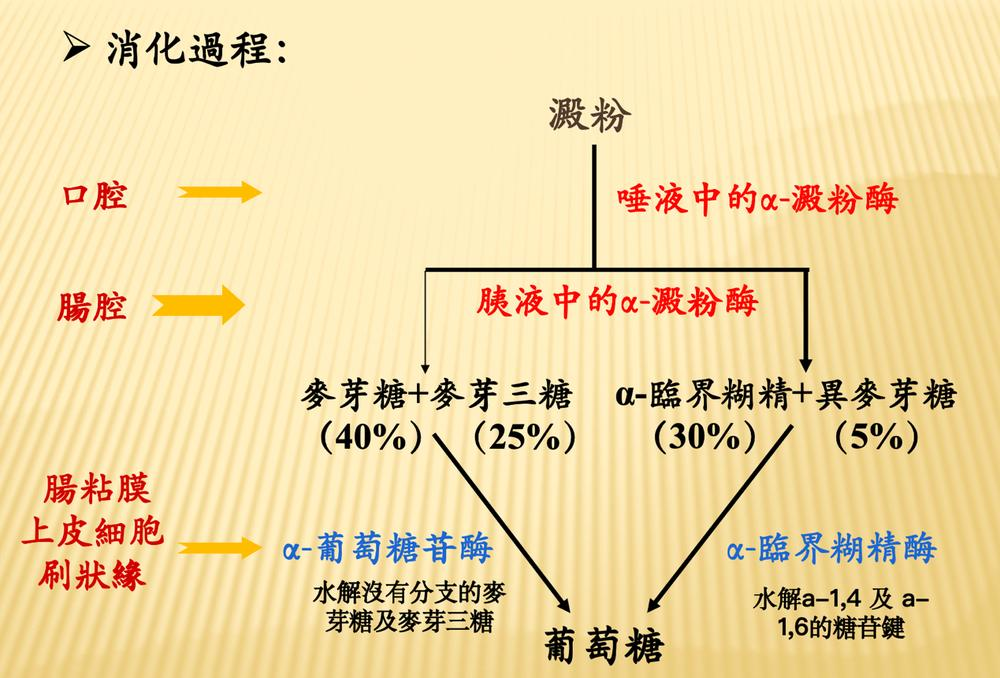 ➢ 消化過程：
澱粉
口腔
唾液中的α-澱粉酶
腸腔
胰液中的α-澱粉酶
麥芽糖+麥芽三糖
α-臨界糊精+異麥芽糖
（40%）
（25%）
（30%）
（5%）
腸粘膜
上皮細胞
刷狀緣
α-葡萄糖苷酶
水解沒有分支的麥
芽糖及麥芽三糖
α-臨界糊精酶
水解a–1,4 及 a–
1,6的糖苷鍵
葡萄糖